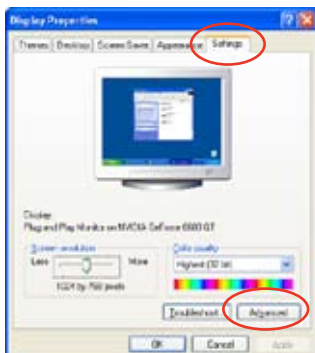 Display Properties
Themes Desktop Screen Saver Appearance Settings
Display:
Plug and Play Monitor on NVIDIA GeForce 6600 GT
Screen resolution
Less More
1024 by 768 pixels
Color quality
Highest (32 bit)
Troubleshoot... Advanced
OK Cancel Apply